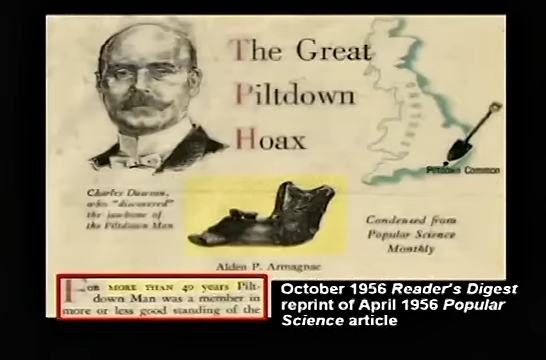 The Great
Piltdown
Hoax
Piltdown Common
Charles Dawson,
who "discovered"
the jawbone of
the Piltdown Man
Condensed from
Popular Science
Monthly
Alden P. Armagnac
FOR MORE THAN 40 years Pilt-
down Man was a member in
more or less good standing of the
October 1956 Reader's Digest
reprint of April 1956 Popular
Science article